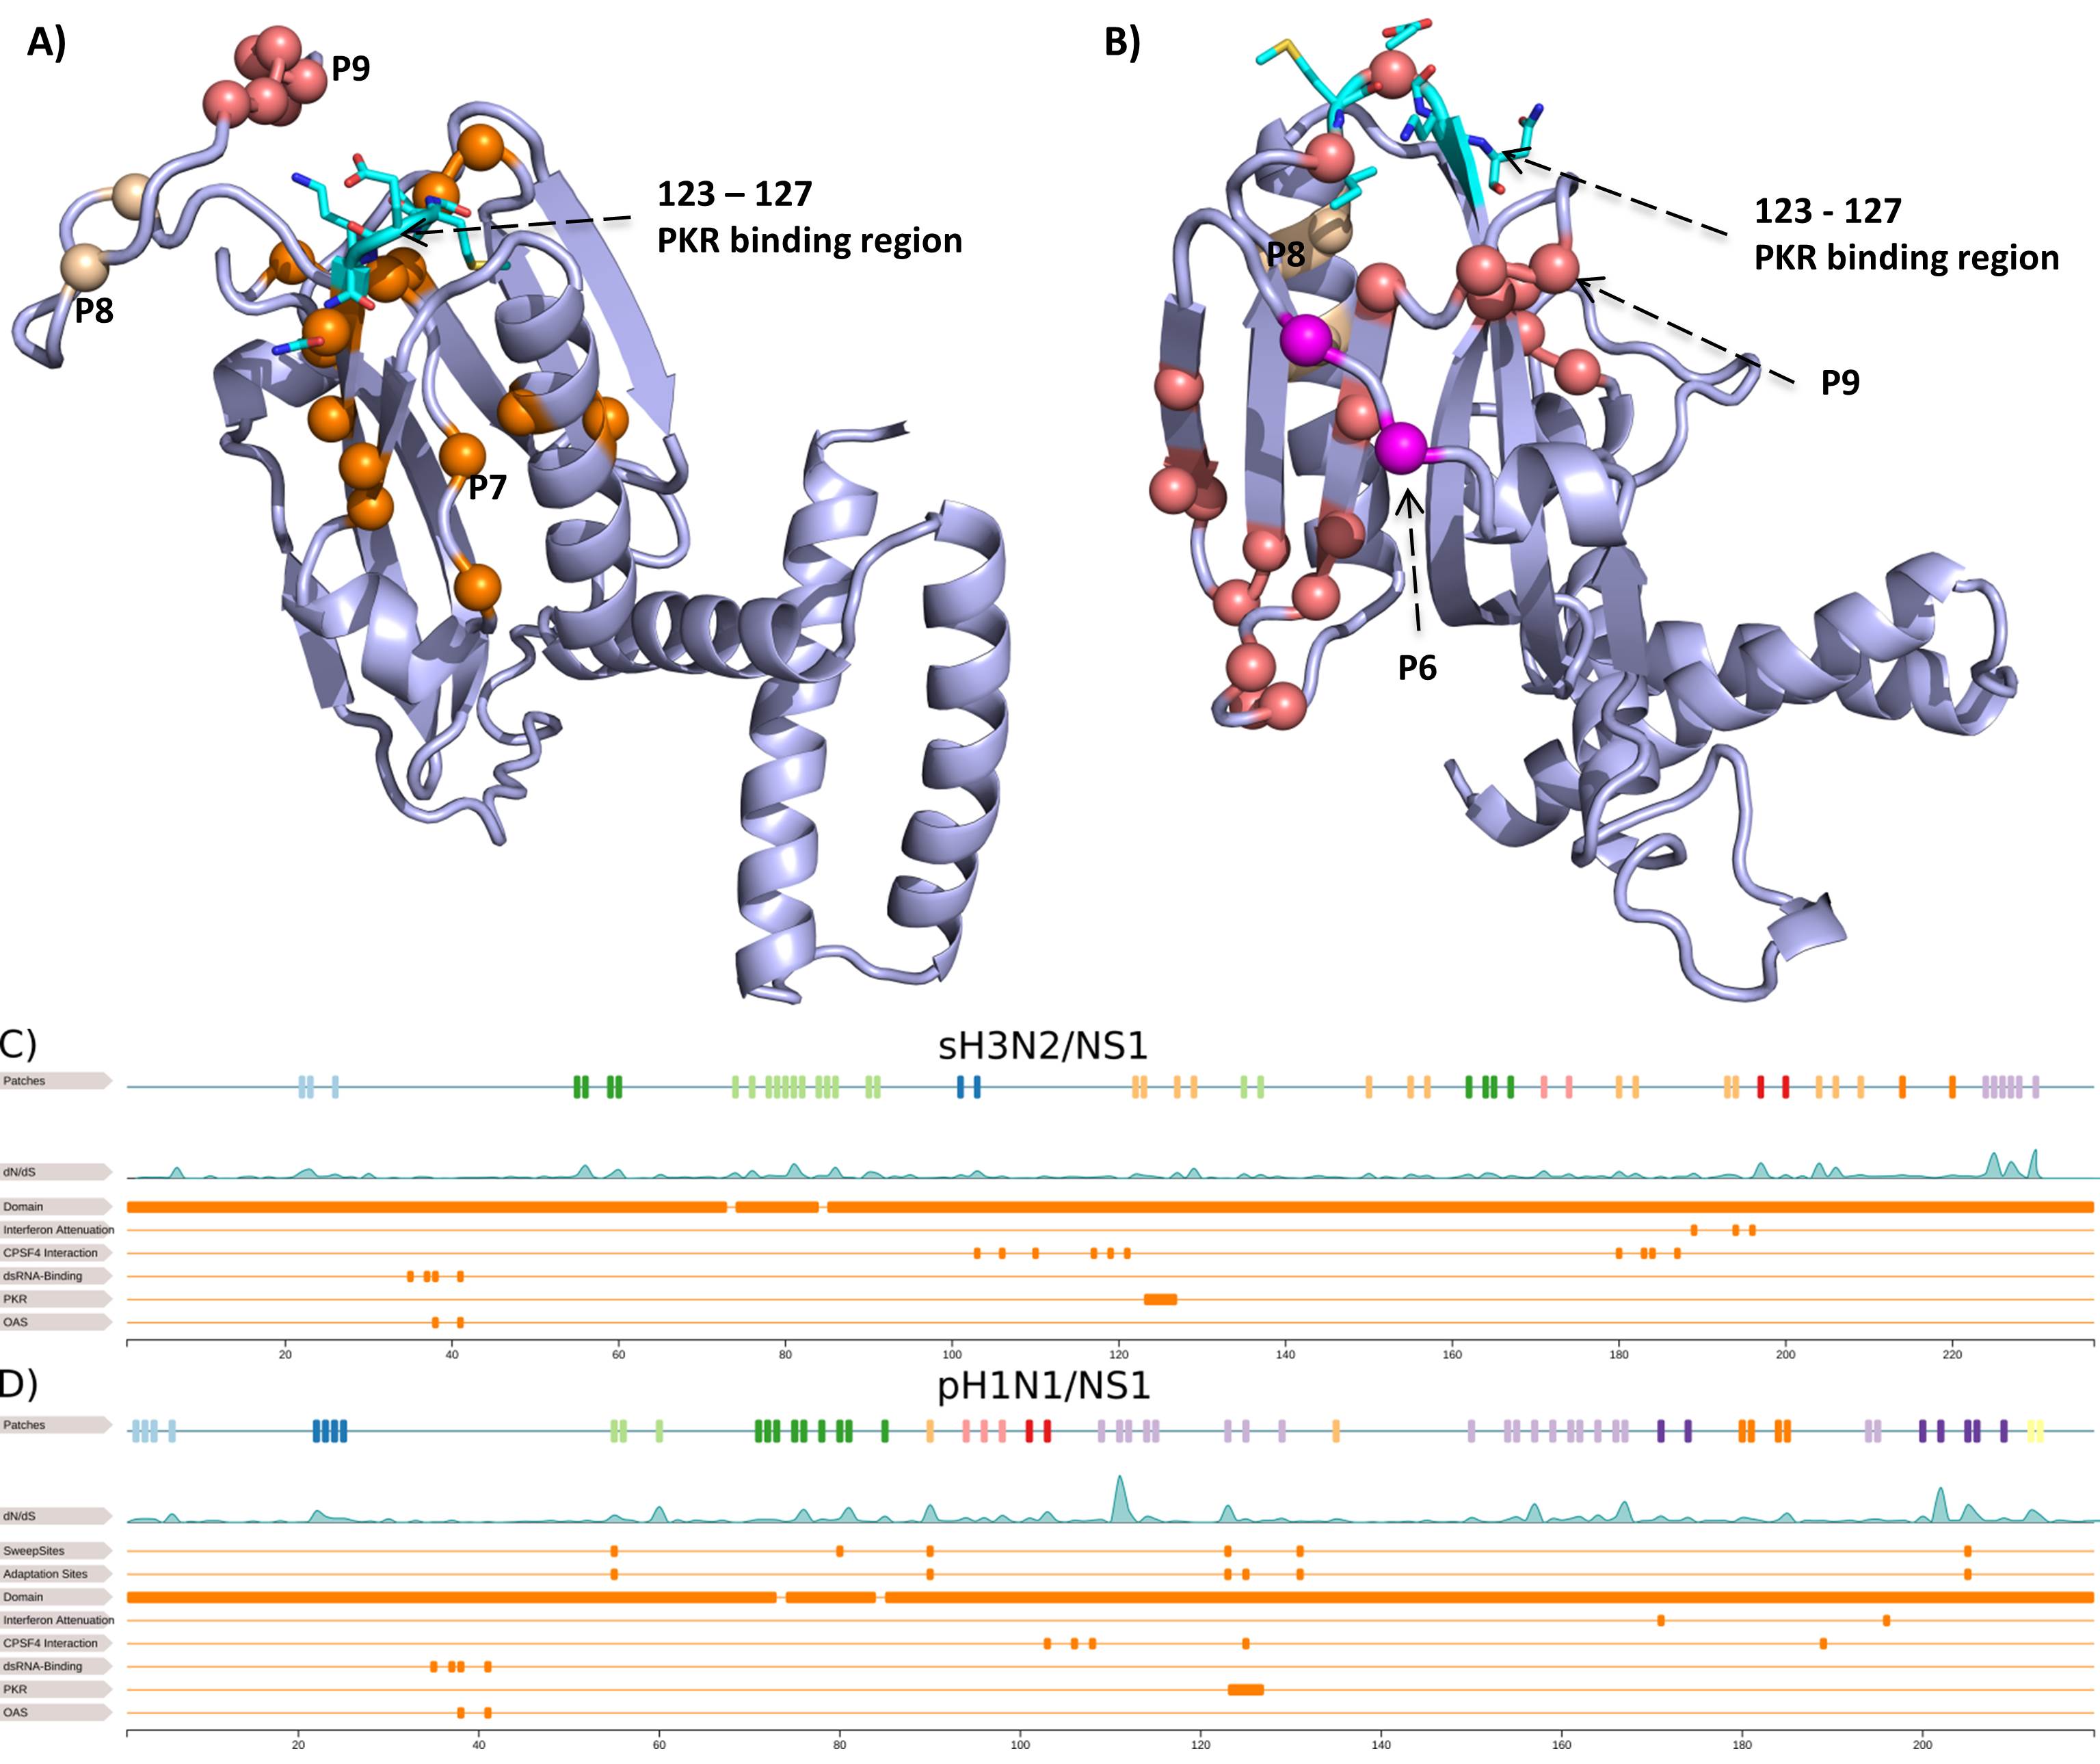 A)
P9
123 – 127
PKR binding region
P8
P7
B)
P8
123 - 127
PKR binding region
P9
P6
C)
sH3N2/NS1
Patches
dN/dS
Domain
Interferon Attenuation
CPSF4 Interaction
dsRNA-Binding
PKR
OAS
20 40 60 80 100 120 140 160 180 200 220
D)
pH1N1/NS1
Patches
dN/dS
SweepSites
Adaptation Sites
Domain
Interferon Attenuation
CPSF4 Interaction
dsRNA-Binding
PKR
OAS
20 40 60 80 100 120 140 160 180 200